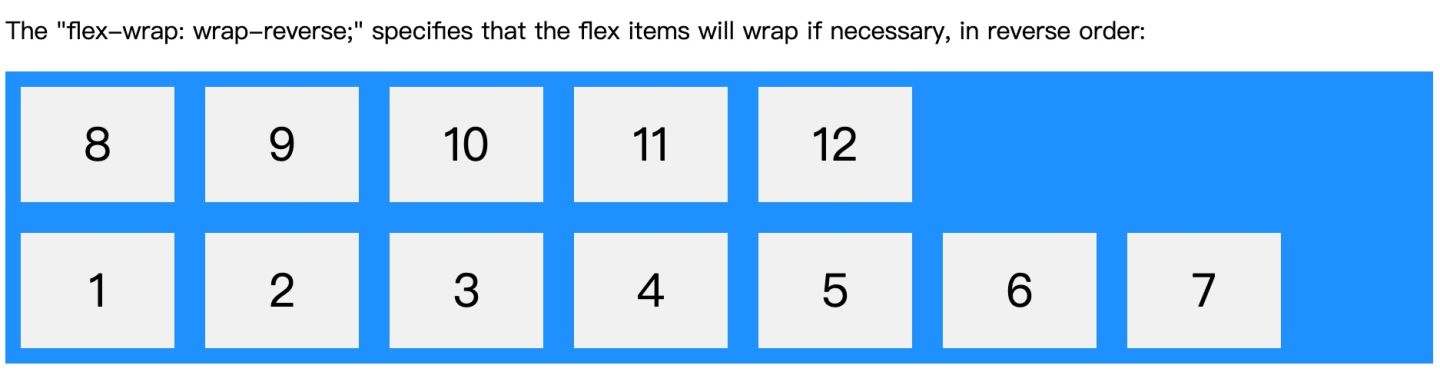 The "flex-wrap: wrap-reverse;" specifies that the flex items will wrap if necessary, in reverse order:
8 9 10 11 12
1 2 3 4 5 6 7